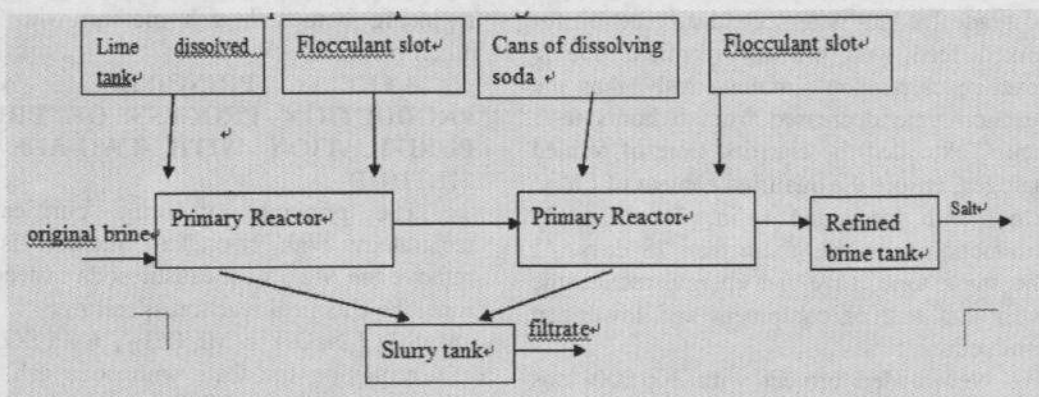 Lime dissolved
tank
Flocculant slot
Cans of dissolving
soda
Flocculant slot
original brine
Primary Reactor
Primary Reactor
Refined
brine tank
Salt
Slurry tank
filtrate